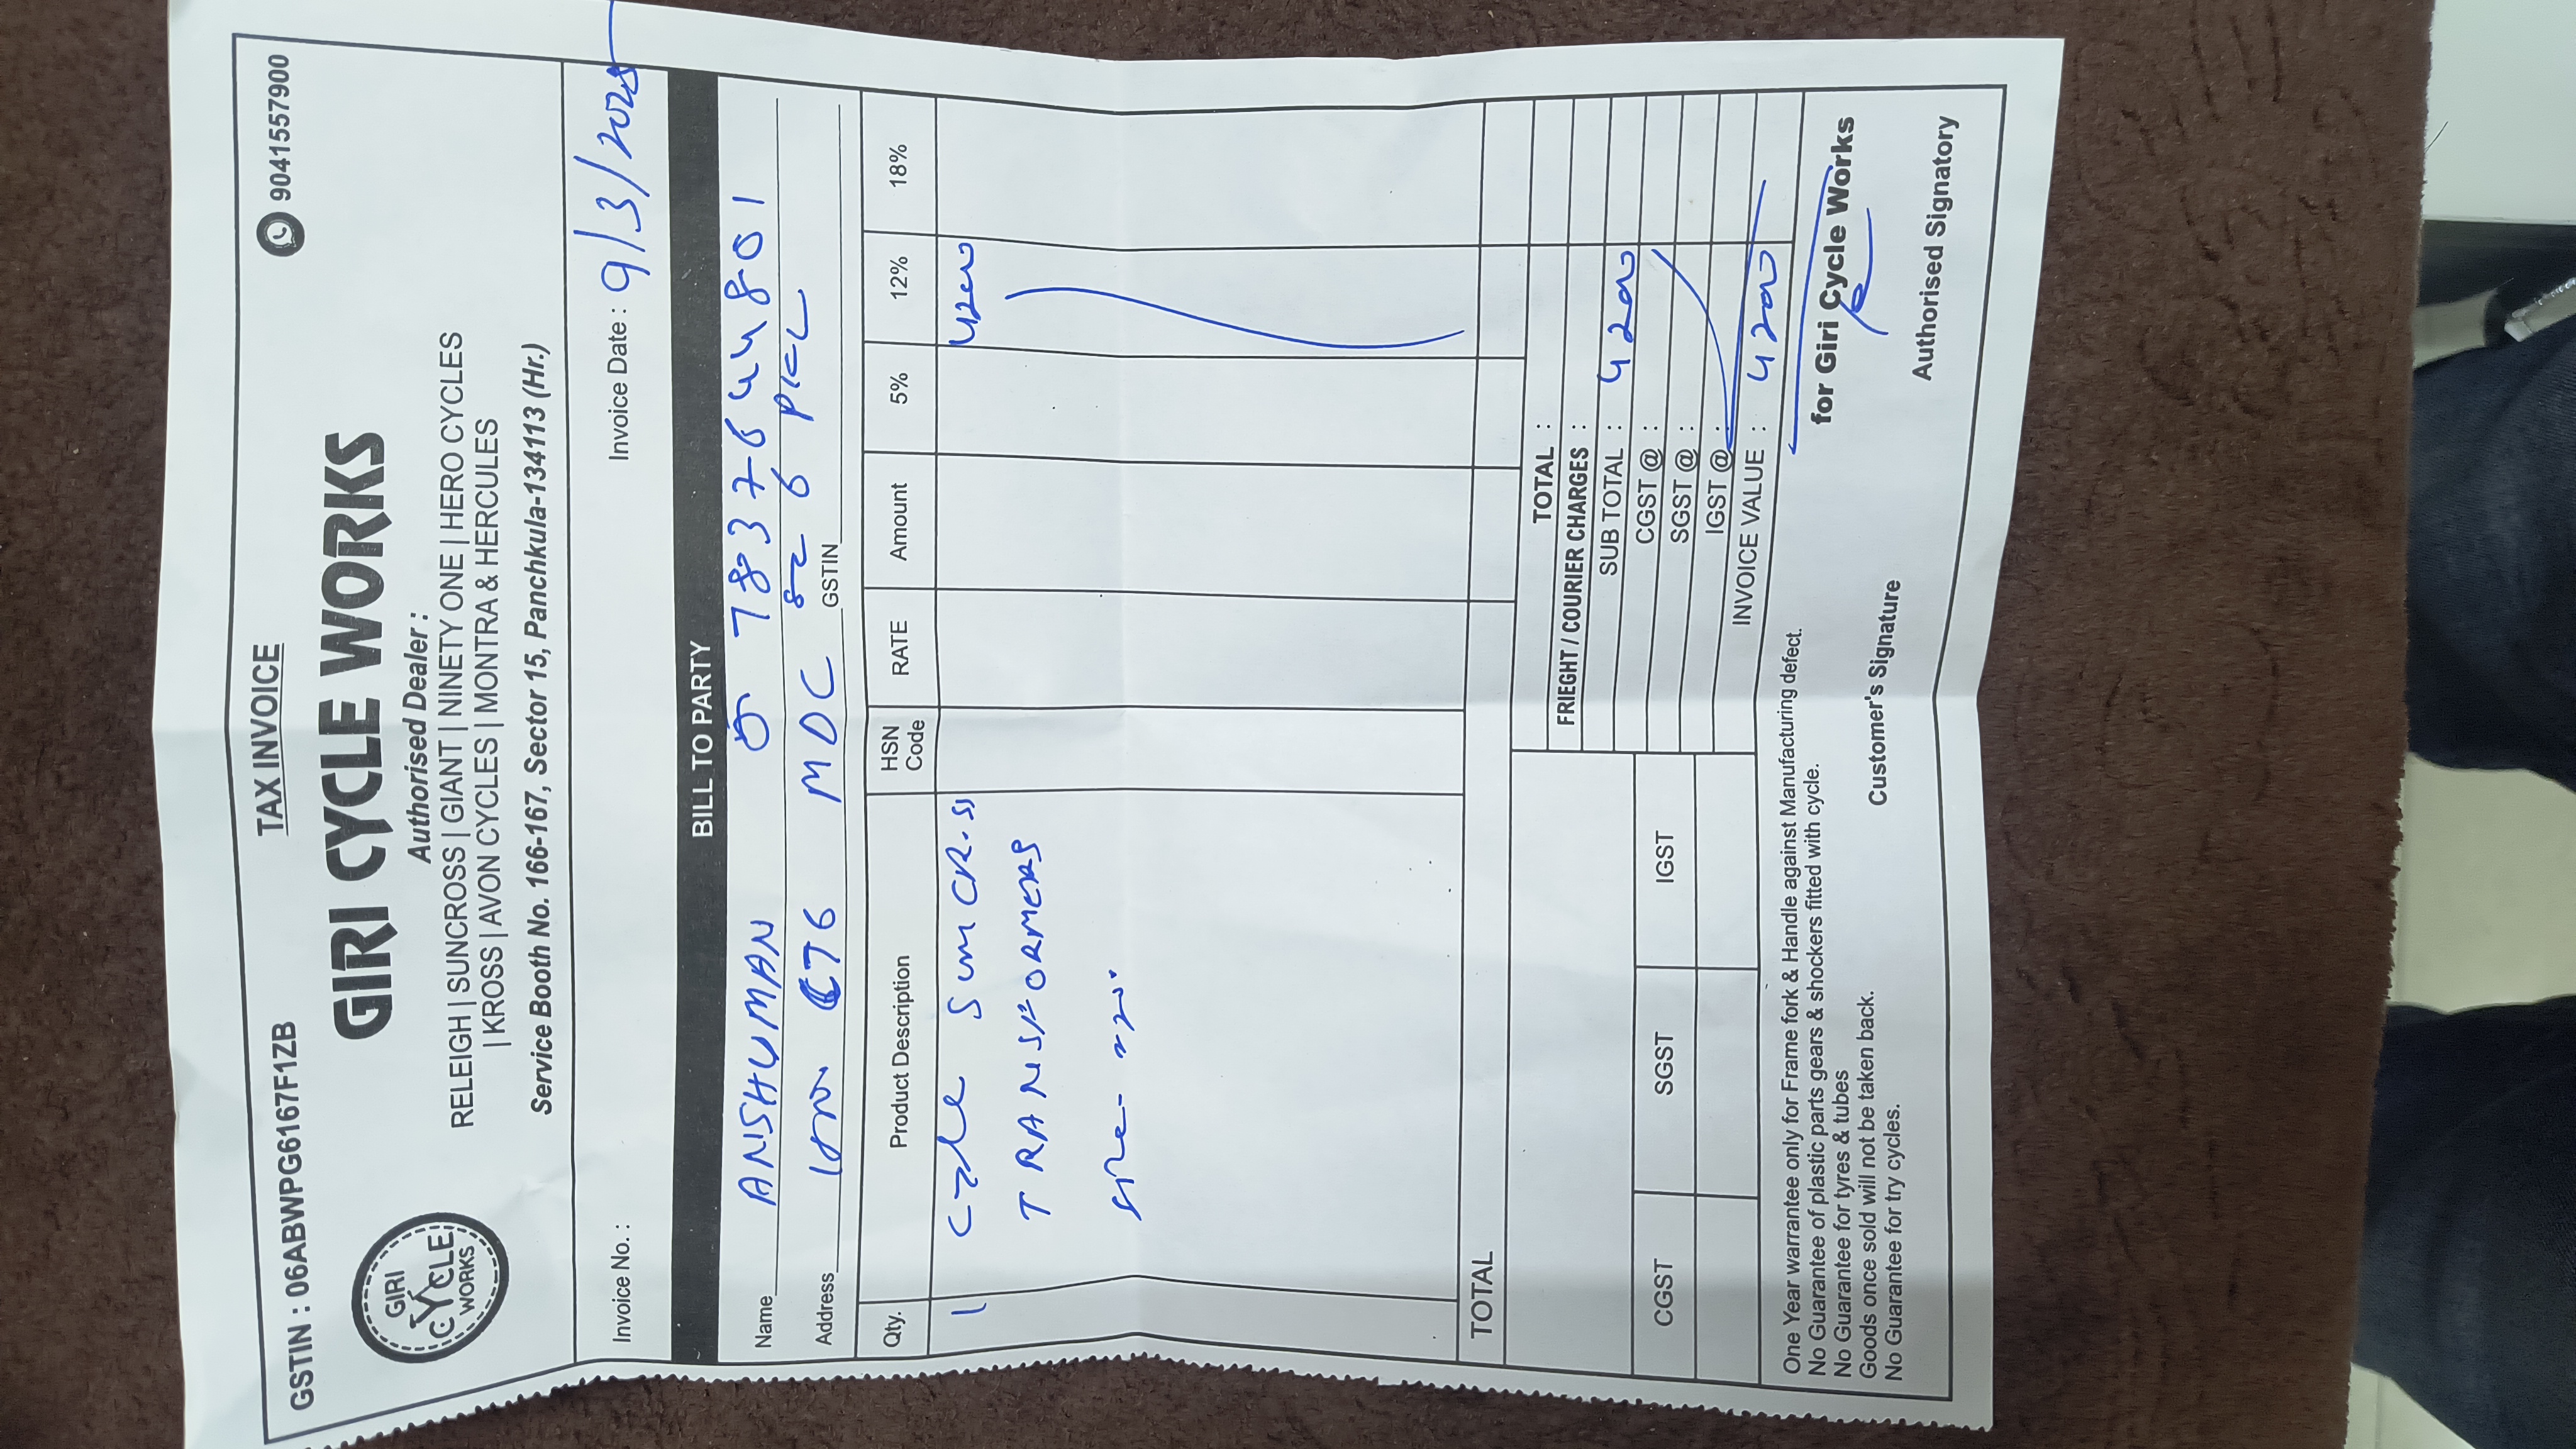 GSTIN : 06ABWPG6167F1ZB TAX INVOICE 9041557900
GIRI CYCLE WORKS
GIRI CYCLE WORKS
Authorised Dealer :
RELEIGH | SUNCROSS | GIANT | NINETY ONE | HERO CYCLES
| KROSS | AVON CYCLES | MONTRA & HERCULES
Service Booth No. 166-167, Sector 15, Panchkula-134113 (Hr.)
Invoice No. : Invoice Date : 9/3/2025
BILL TO PARTY
Name ANSHUMAN 7837644801
Address MDC 6 PKL
GSTIN
Qty. Product Description HSN Code RATE Amount 5% 12% 18%
1 4200
TRANSFORMERS
TOTAL
TOTAL :
FRIEGHT / COURIER CHARGES :
SUB TOTAL : 4200
CGST @ :
SGST @ :
IGST @ :
INVOICE VALUE : 4200
CGST SGST IGST
One Year warrantee only for Frame fork & Handle against Manufacturing defect.
No Guarantee of plastic parts gears & shockers fitted with cycle.
No Guarantee for tyres & tubes
Goods once sold will not be taken back.
No Guarantee for try cycles.
for Giri Cycle Works
Customer's Signature
Authorised Signatory